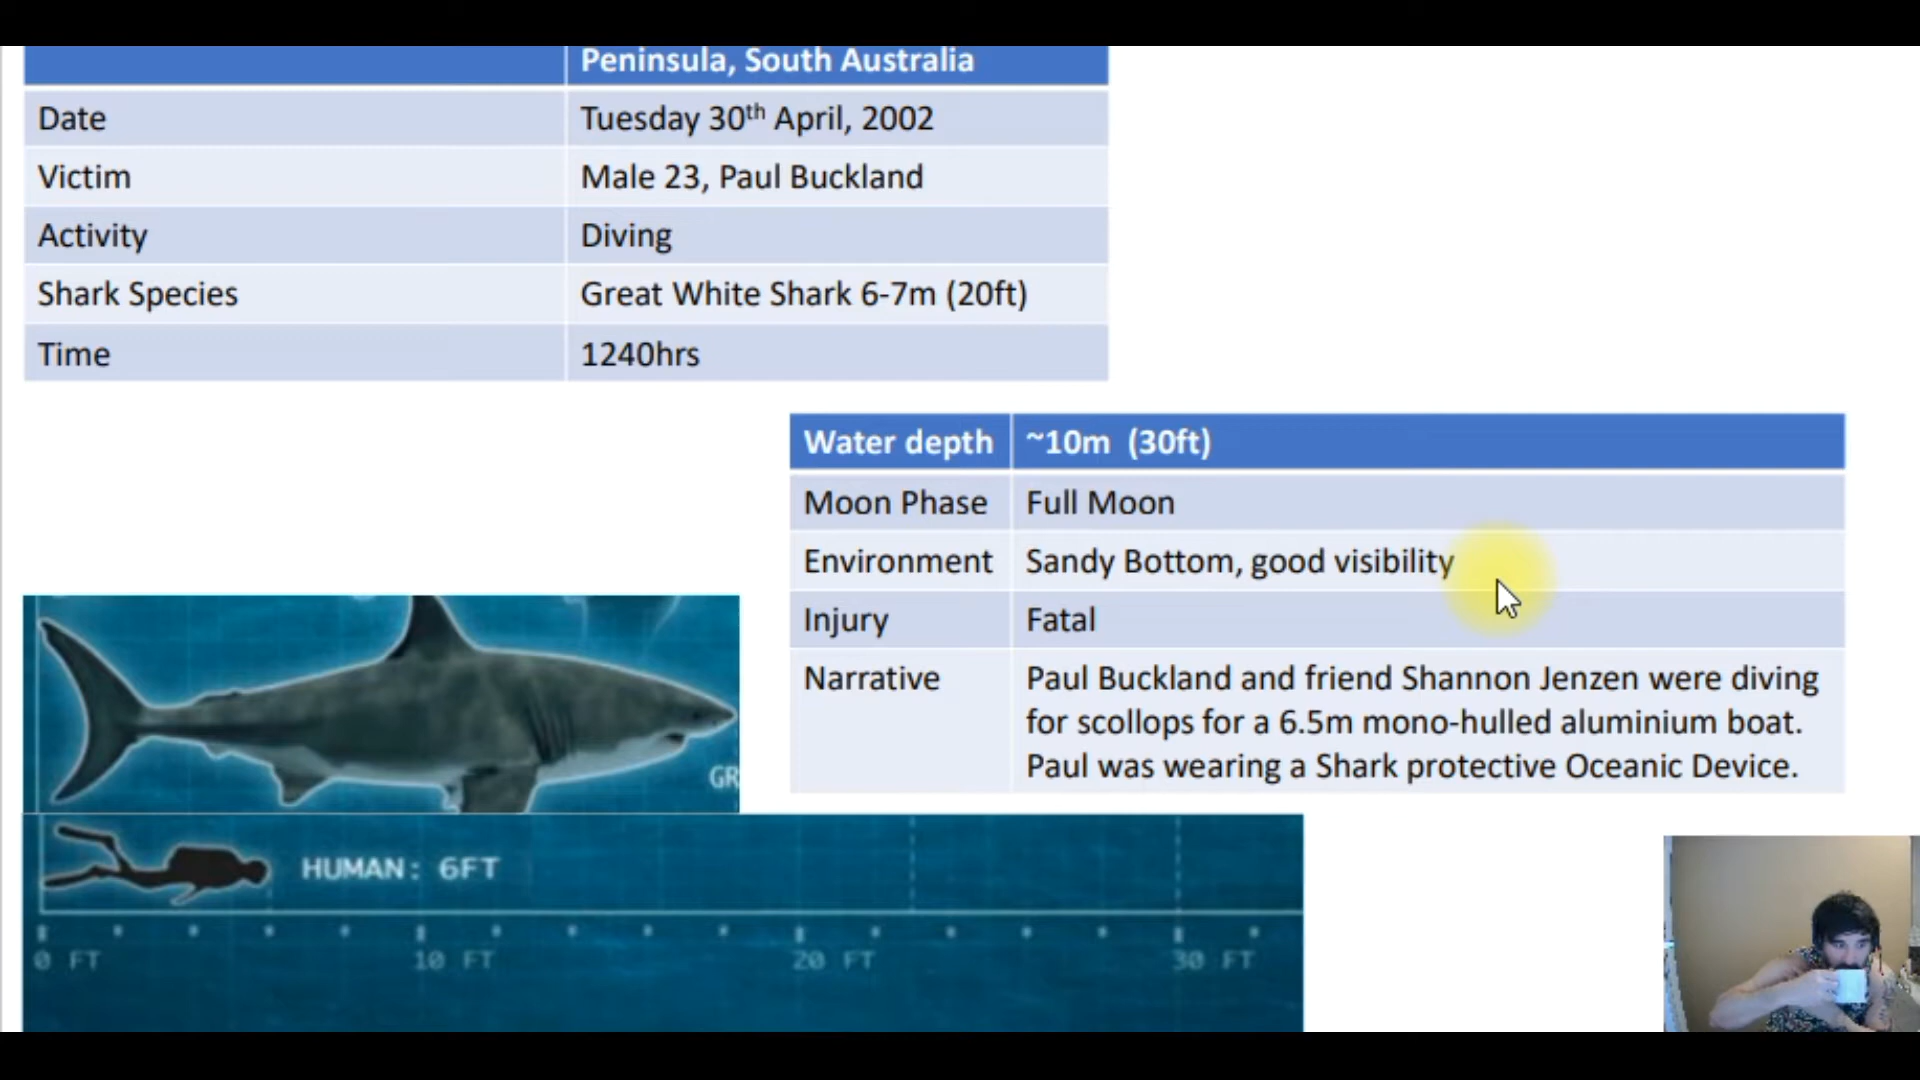 Peninsula, South Australia
Date Tuesday 30th April, 2002
Victim Male 23, Paul Buckland
Activity Diving
Shark Species Great White Shark 6-7m (20ft)
Time 1240hrs
Water depth ~10m (30ft)
Moon Phase Full Moon
Environment Sandy Bottom, good visibility
Injury Fatal
Narrative Paul Buckland and friend Shannon Jenzen were diving
for scollops for a 6.5m mono-hulled aluminium boat.
Paul was wearing a Shark protective Oceanic Device.
GR
HUMAN: 6FT
0 FT 10 FT 20 FT 30 FT